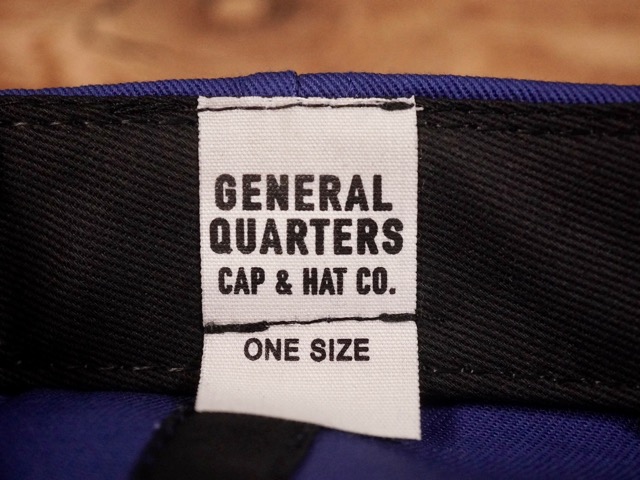 GENERAL
QUARTERS
CAP & HAT CO.
ONE SIZE